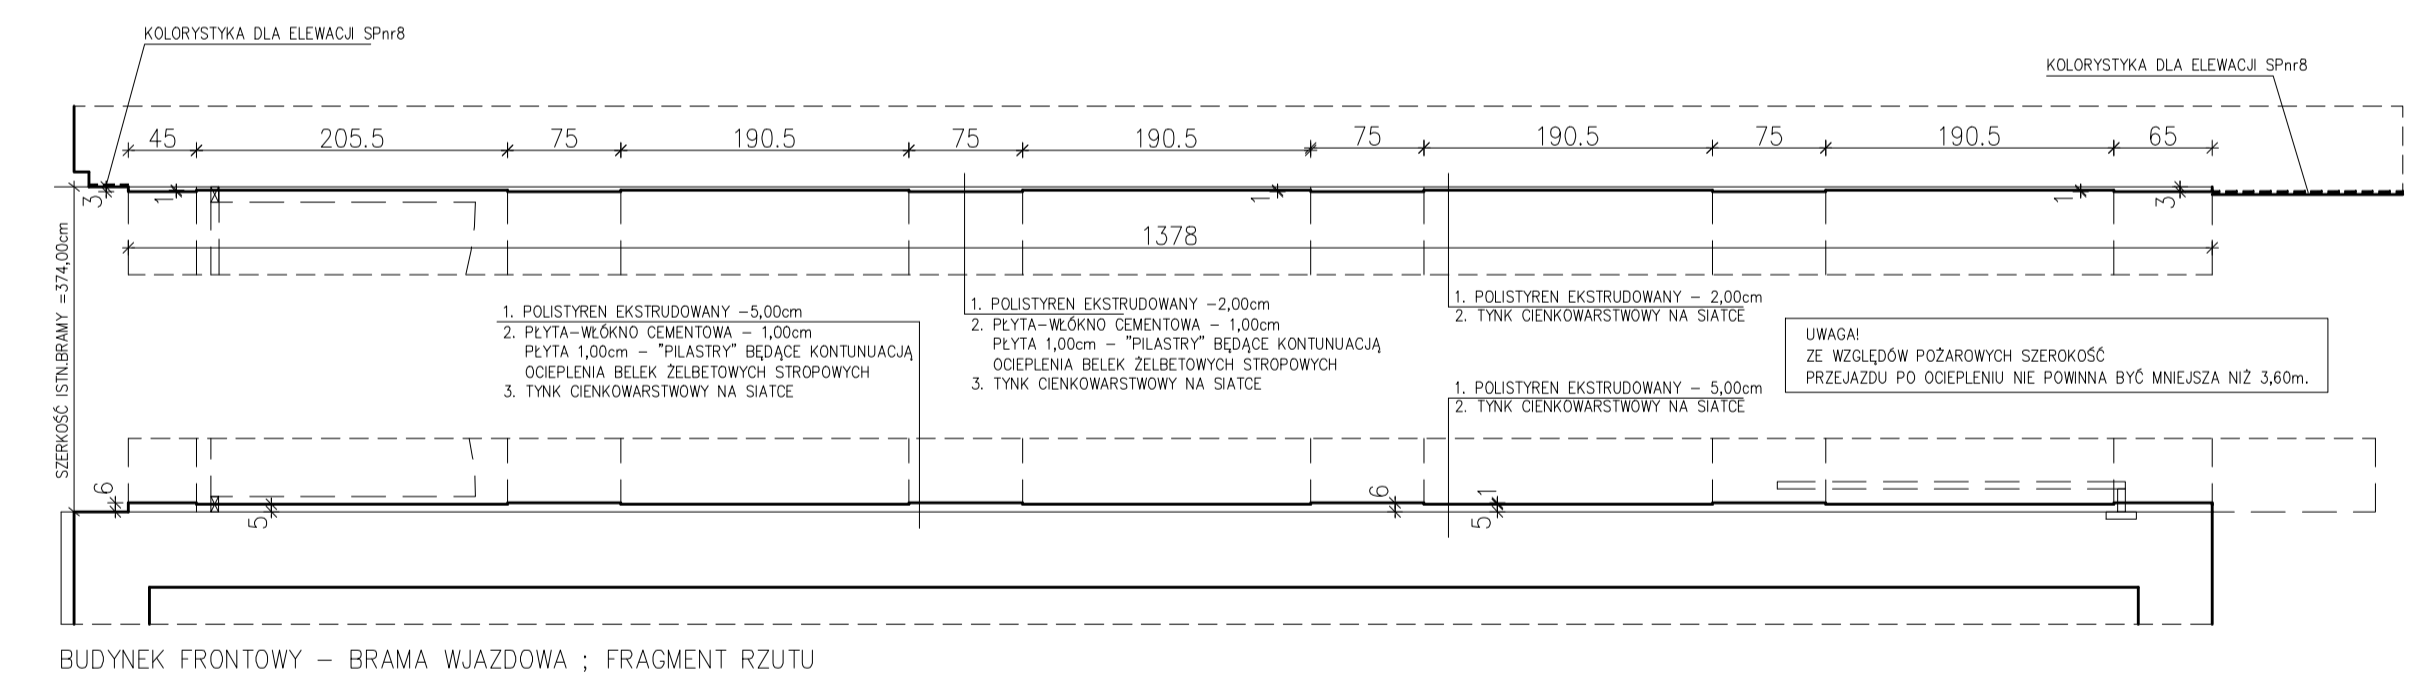 KOLORYSTYKA DLA ELEWACJI SPnr8
KOLORYSTYKA DLA ELEWACJI SPnr8
45 205.5 75 190.5 75 190.5 75 190.5 75 190.5 65
3 1 1 1 3
1378
SZERKOŚĆ ISTN.BRAMY =374,00cm
1. POLISTYREN EKSTRUDOWANY -5,00cm
2. PŁYTA-WŁÓKNO CEMENTOWA - 1,00cm
PŁYTA 1,00cm - "PILASTRY" BĘDĄCE KONTUNUACJĄ
OCIEPLENIA BELEK ŻELBETOWYCH STROPOWYCH
3. TYNK CIENKOWARSTWOWY NA SIATCE
1. POLISTYREN EKSTRUDOWANY -2,00cm
2. PŁYTA-WŁÓKNO CEMENTOWA - 1,00cm
PŁYTA 1,00cm - "PILASTRY" BĘDĄCE KONTUNUACJĄ
OCIEPLENIA BELEK ŻELBETOWYCH STROPOWYCH
3. TYNK CIENKOWARSTWOWY NA SIATCE
1. POLISTYREN EKSTRUDOWANY - 2,00cm
2. TYNK CIENKOWARSTWOWY NA SIATCE
1. POLISTYREN EKSTRUDOWANY - 5,00cm
2. TYNK CIENKOWARSTWOWY NA SIATCE
UWAGA!
ZE WZGLĘDÓW POŻAROWYCH SZEROKOŚĆ
PRZEJAZDU PO OCIEPLENIU NIE POWINNA BYĆ MNIEJSZA NIŻ 3,60m.
6 5 6 5 1
BUDYNEK FRONTOWY - BRAMA WJAZDOWA ; FRAGMENT RZUTU